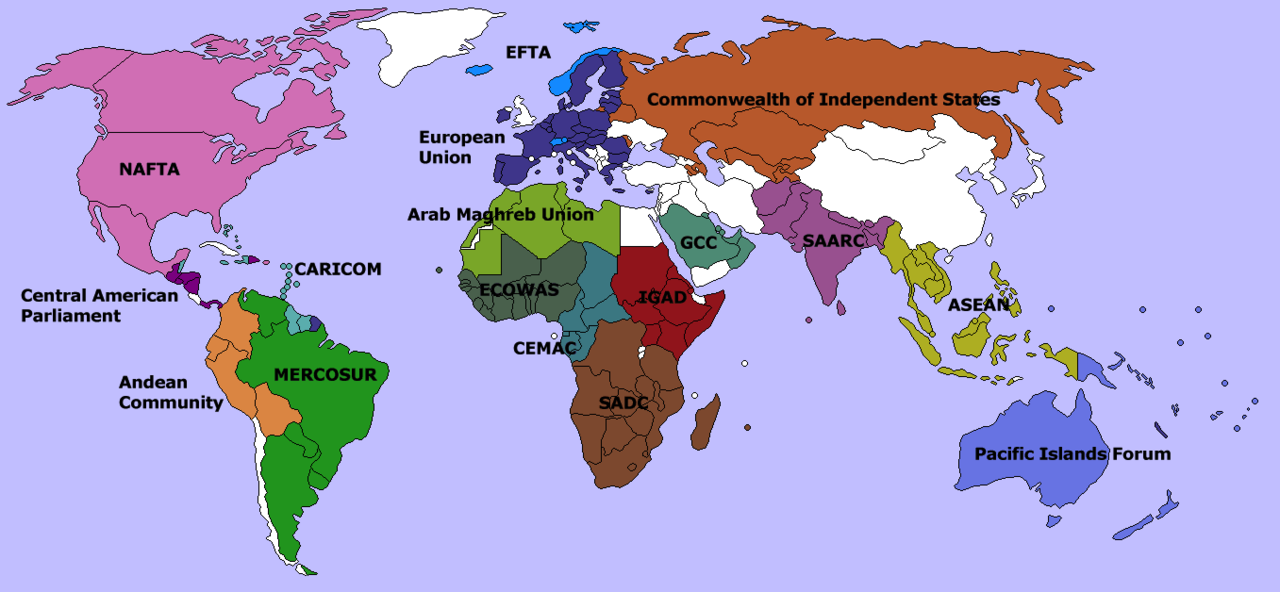 EFTA
Commonwealth of Independent States
European
Union
NAFTA
Arab Maghreb Union
GCC
SAARC
CARICOM
ECOWAS
IGAD
Central American
Parliament
ASEAN
CEMAC
MERCOSUR
Andean
Community
SADC
Pacific Islands Forum